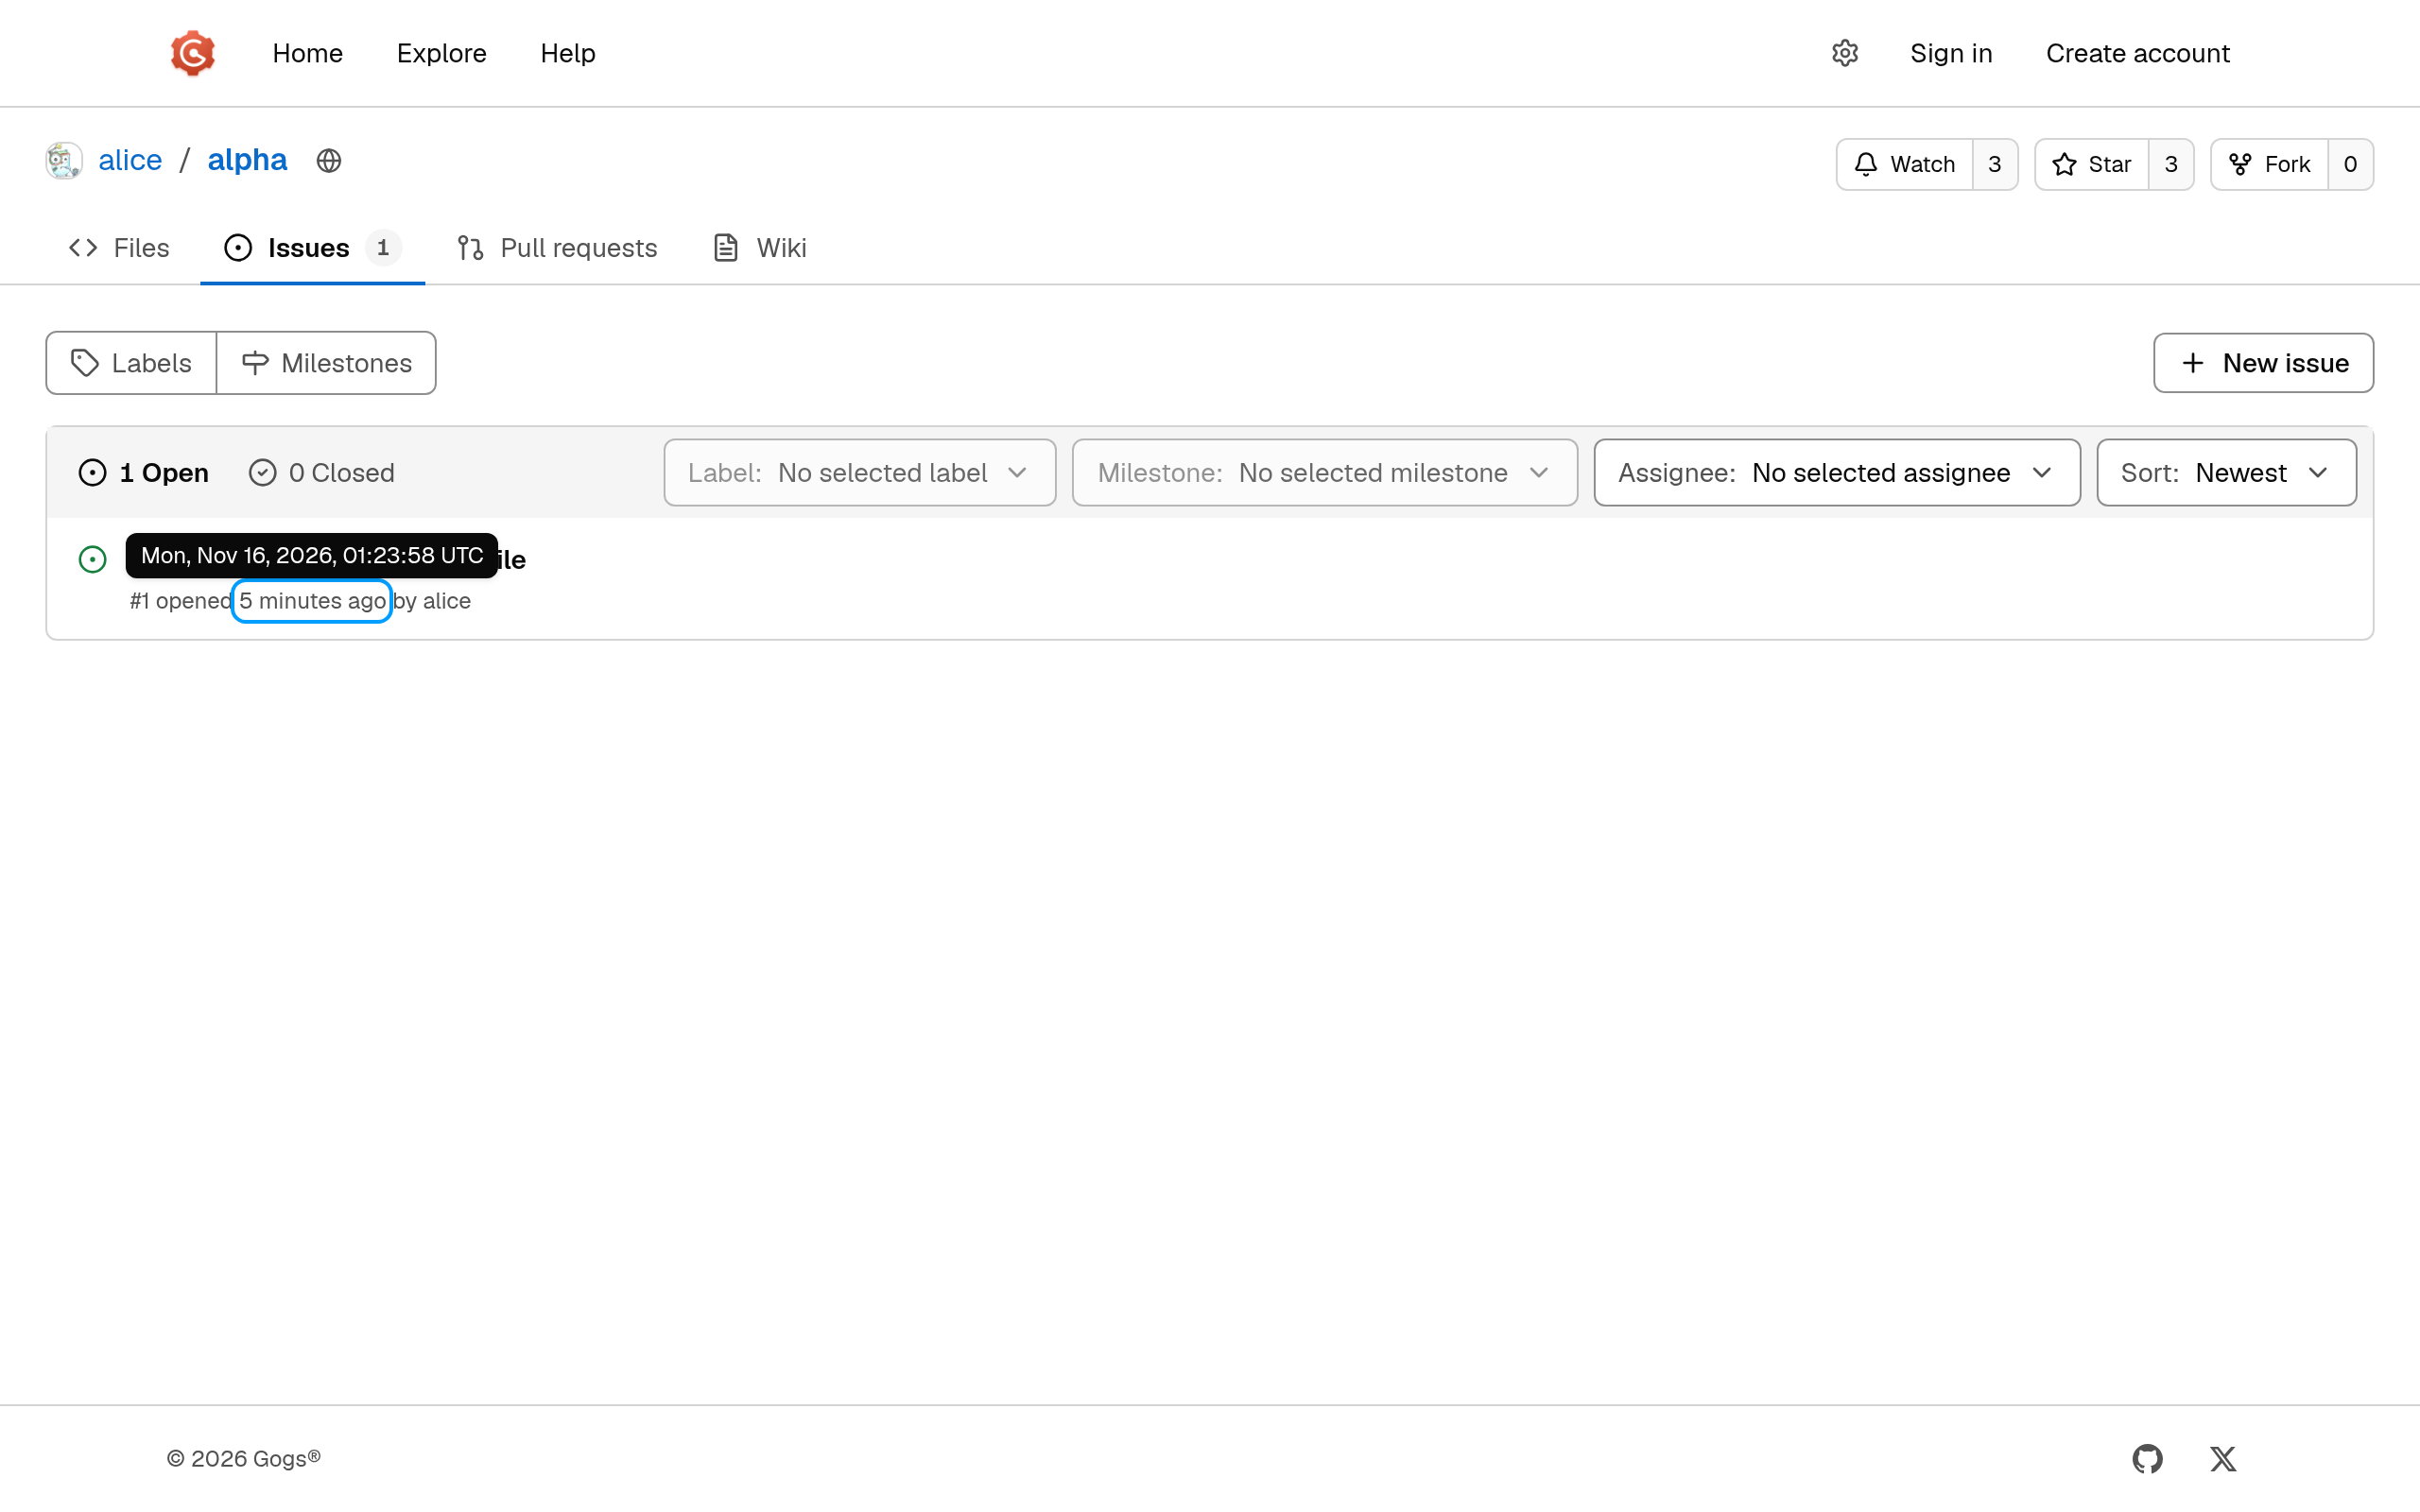 Home Explore Help Sign in Create account
alice / alpha Watch 3 Star 3 Fork 0
Files Issues 1 Pull requests Wiki
Labels Milestones New issue
1 Open 0 Closed Label: No selected label Milestone: No selected milestone Assignee: No selected assignee Sort: Newest
Mon, Nov 16, 2026, 01:23:58 UTC
#1 opened 5 minutes ago by alice
© 2026 Gogs®